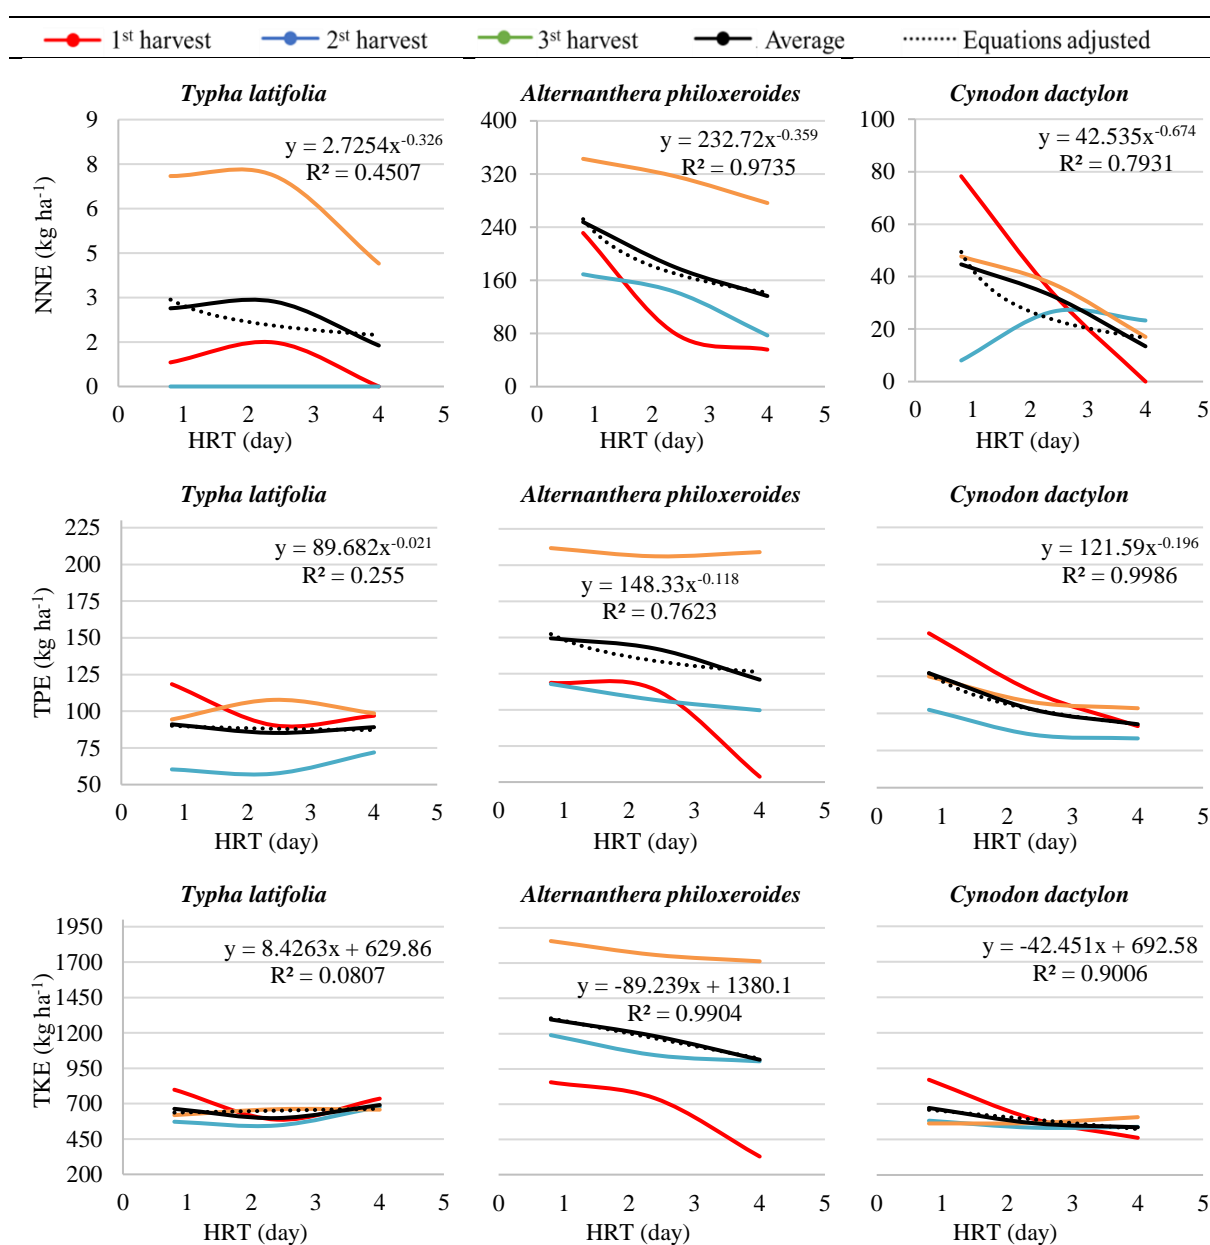 1st harvest 2st harvest 3st harvest Average Equations adjusted
Typha latifolia Alternanthera philoxeroides Cynodon dactylon
NNE (kg ha-1)
9
8
6
5
3
2
0
0 1 2 3 4 5
HRT (day)
y = 2.7254x-0.326
R² = 0.4507
400
320
240
160
80
0
0 1 2 3 4 5
HRT (day)
y = 232.72x-0.359
R² = 0.9735
100
80
60
40
20
0
0 1 2 3 4 5
HRT (day)
y = 42.535x-0.674
R² = 0.7931
Typha latifolia Alternanthera philoxeroides Cynodon dactylon
TPE (kg ha-1)
225
200
175
150
125
100
75
50
0 1 2 3 4 5
HRT (day)
y = 89.682x-0.021
R² = 0.255
0 1 2 3 4 5
HRT (day)
y = 148.33x-0.118
R² = 0.7623
0 1 2 3 4 5
HRT (day)
y = 121.59x-0.196
R² = 0.9986
Typha latifolia Alternanthera philoxeroides Cynodon dactylon
TKE (kg ha-1)
1950
1700
1450
1200
950
700
450
200
0 1 2 3 4 5
HRT (day)
y = 8.4263x + 629.86
R² = 0.0807
0 1 2 3 4 5
HRT (day)
y = -89.239x + 1380.1
R² = 0.9904
0 1 2 3 4 5
HRT (day)
y = -42.451x + 692.58
R² = 0.9006